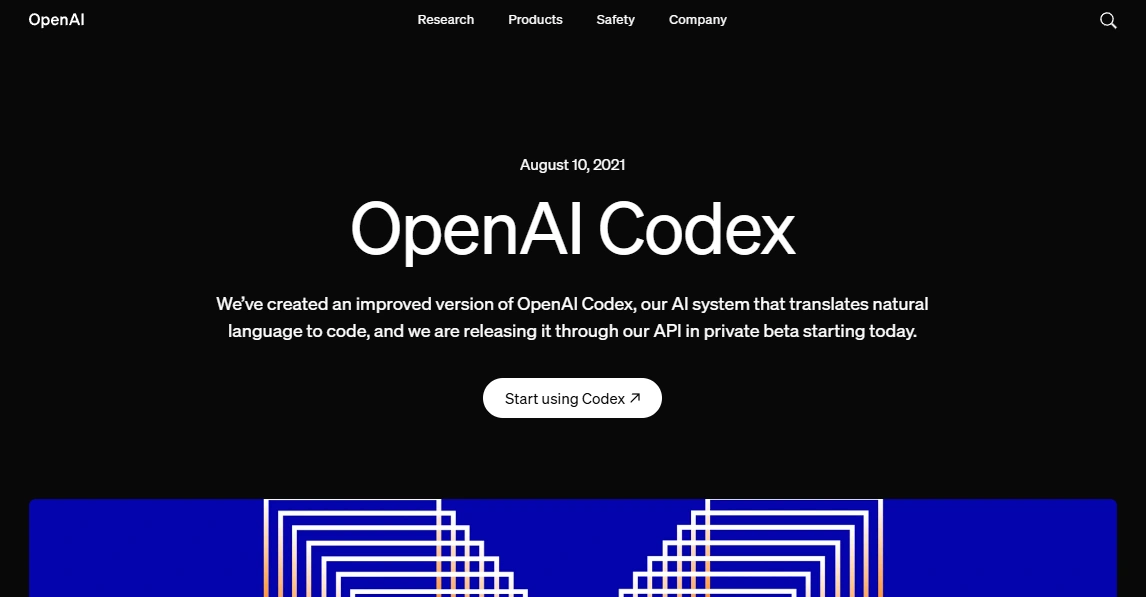 OpenAI
Research Products Safety Company
August 10, 2021
OpenAI Codex
We’ve created an improved version of OpenAI Codex, our AI system that translates natural
language to code, and we are releasing it through our API in private beta starting today.
Start using Codex ↗